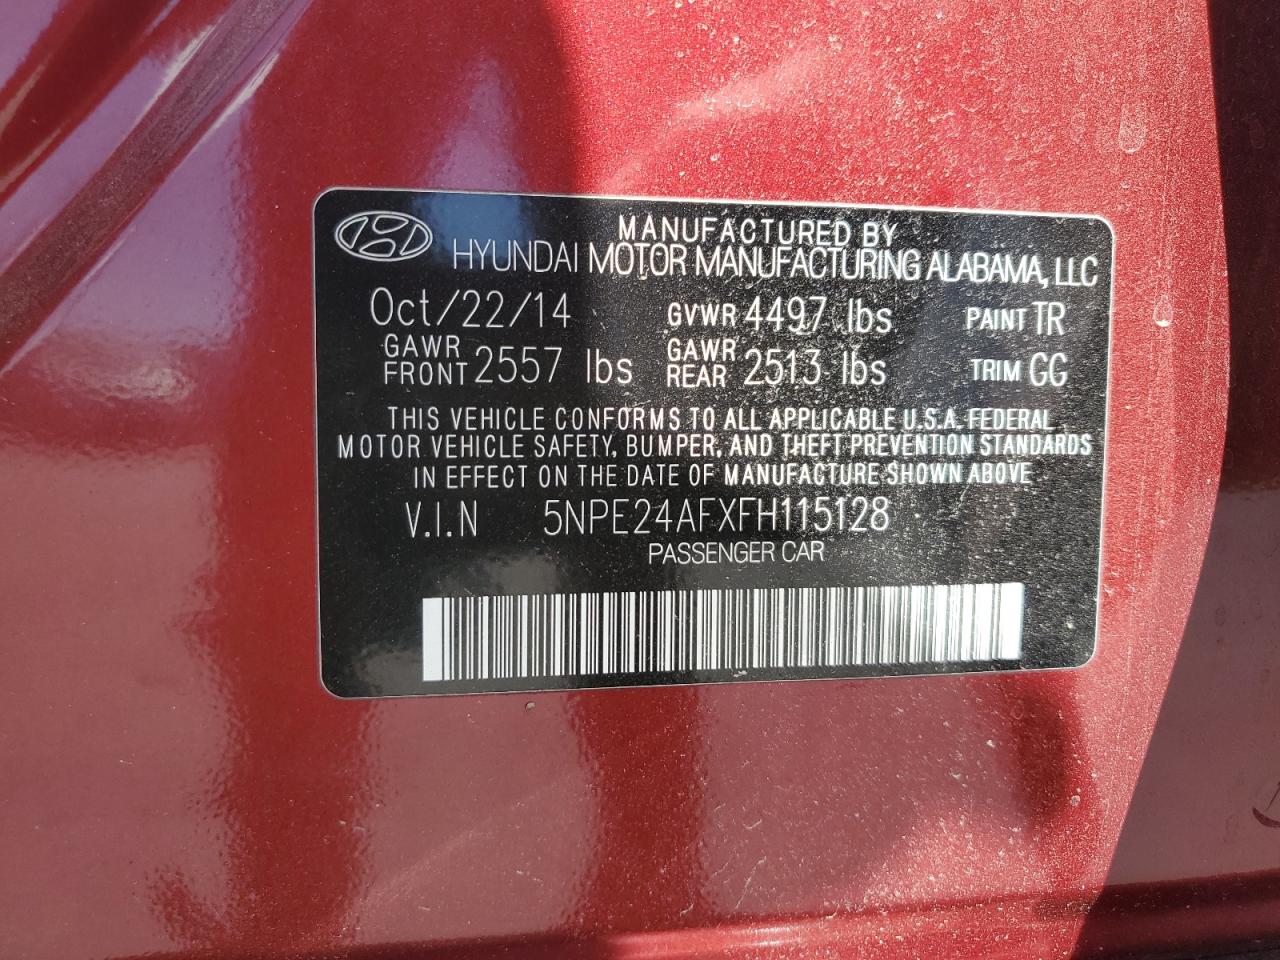 MANUFACTURED BY
HYUNDAI MOTOR MANUFACTURING ALABAMA, LLC
Oct/22/14 GVWR 4497 lbs PAINT TR
GAWR FRONT 2557 lbs GAWR REAR 2513 lbs TRIM GG
THIS VEHICLE CONFORMS TO ALL APPLICABLE U.S.A. FEDERAL
MOTOR VEHICLE SAFETY, BUMPER, AND THEFT PREVENTION STANDARDS
IN EFFECT ON THE DATE OF MANUFACTURE SHOWN ABOVE
V.I.N 5NPE24AFXFH115128
PASSENGER CAR